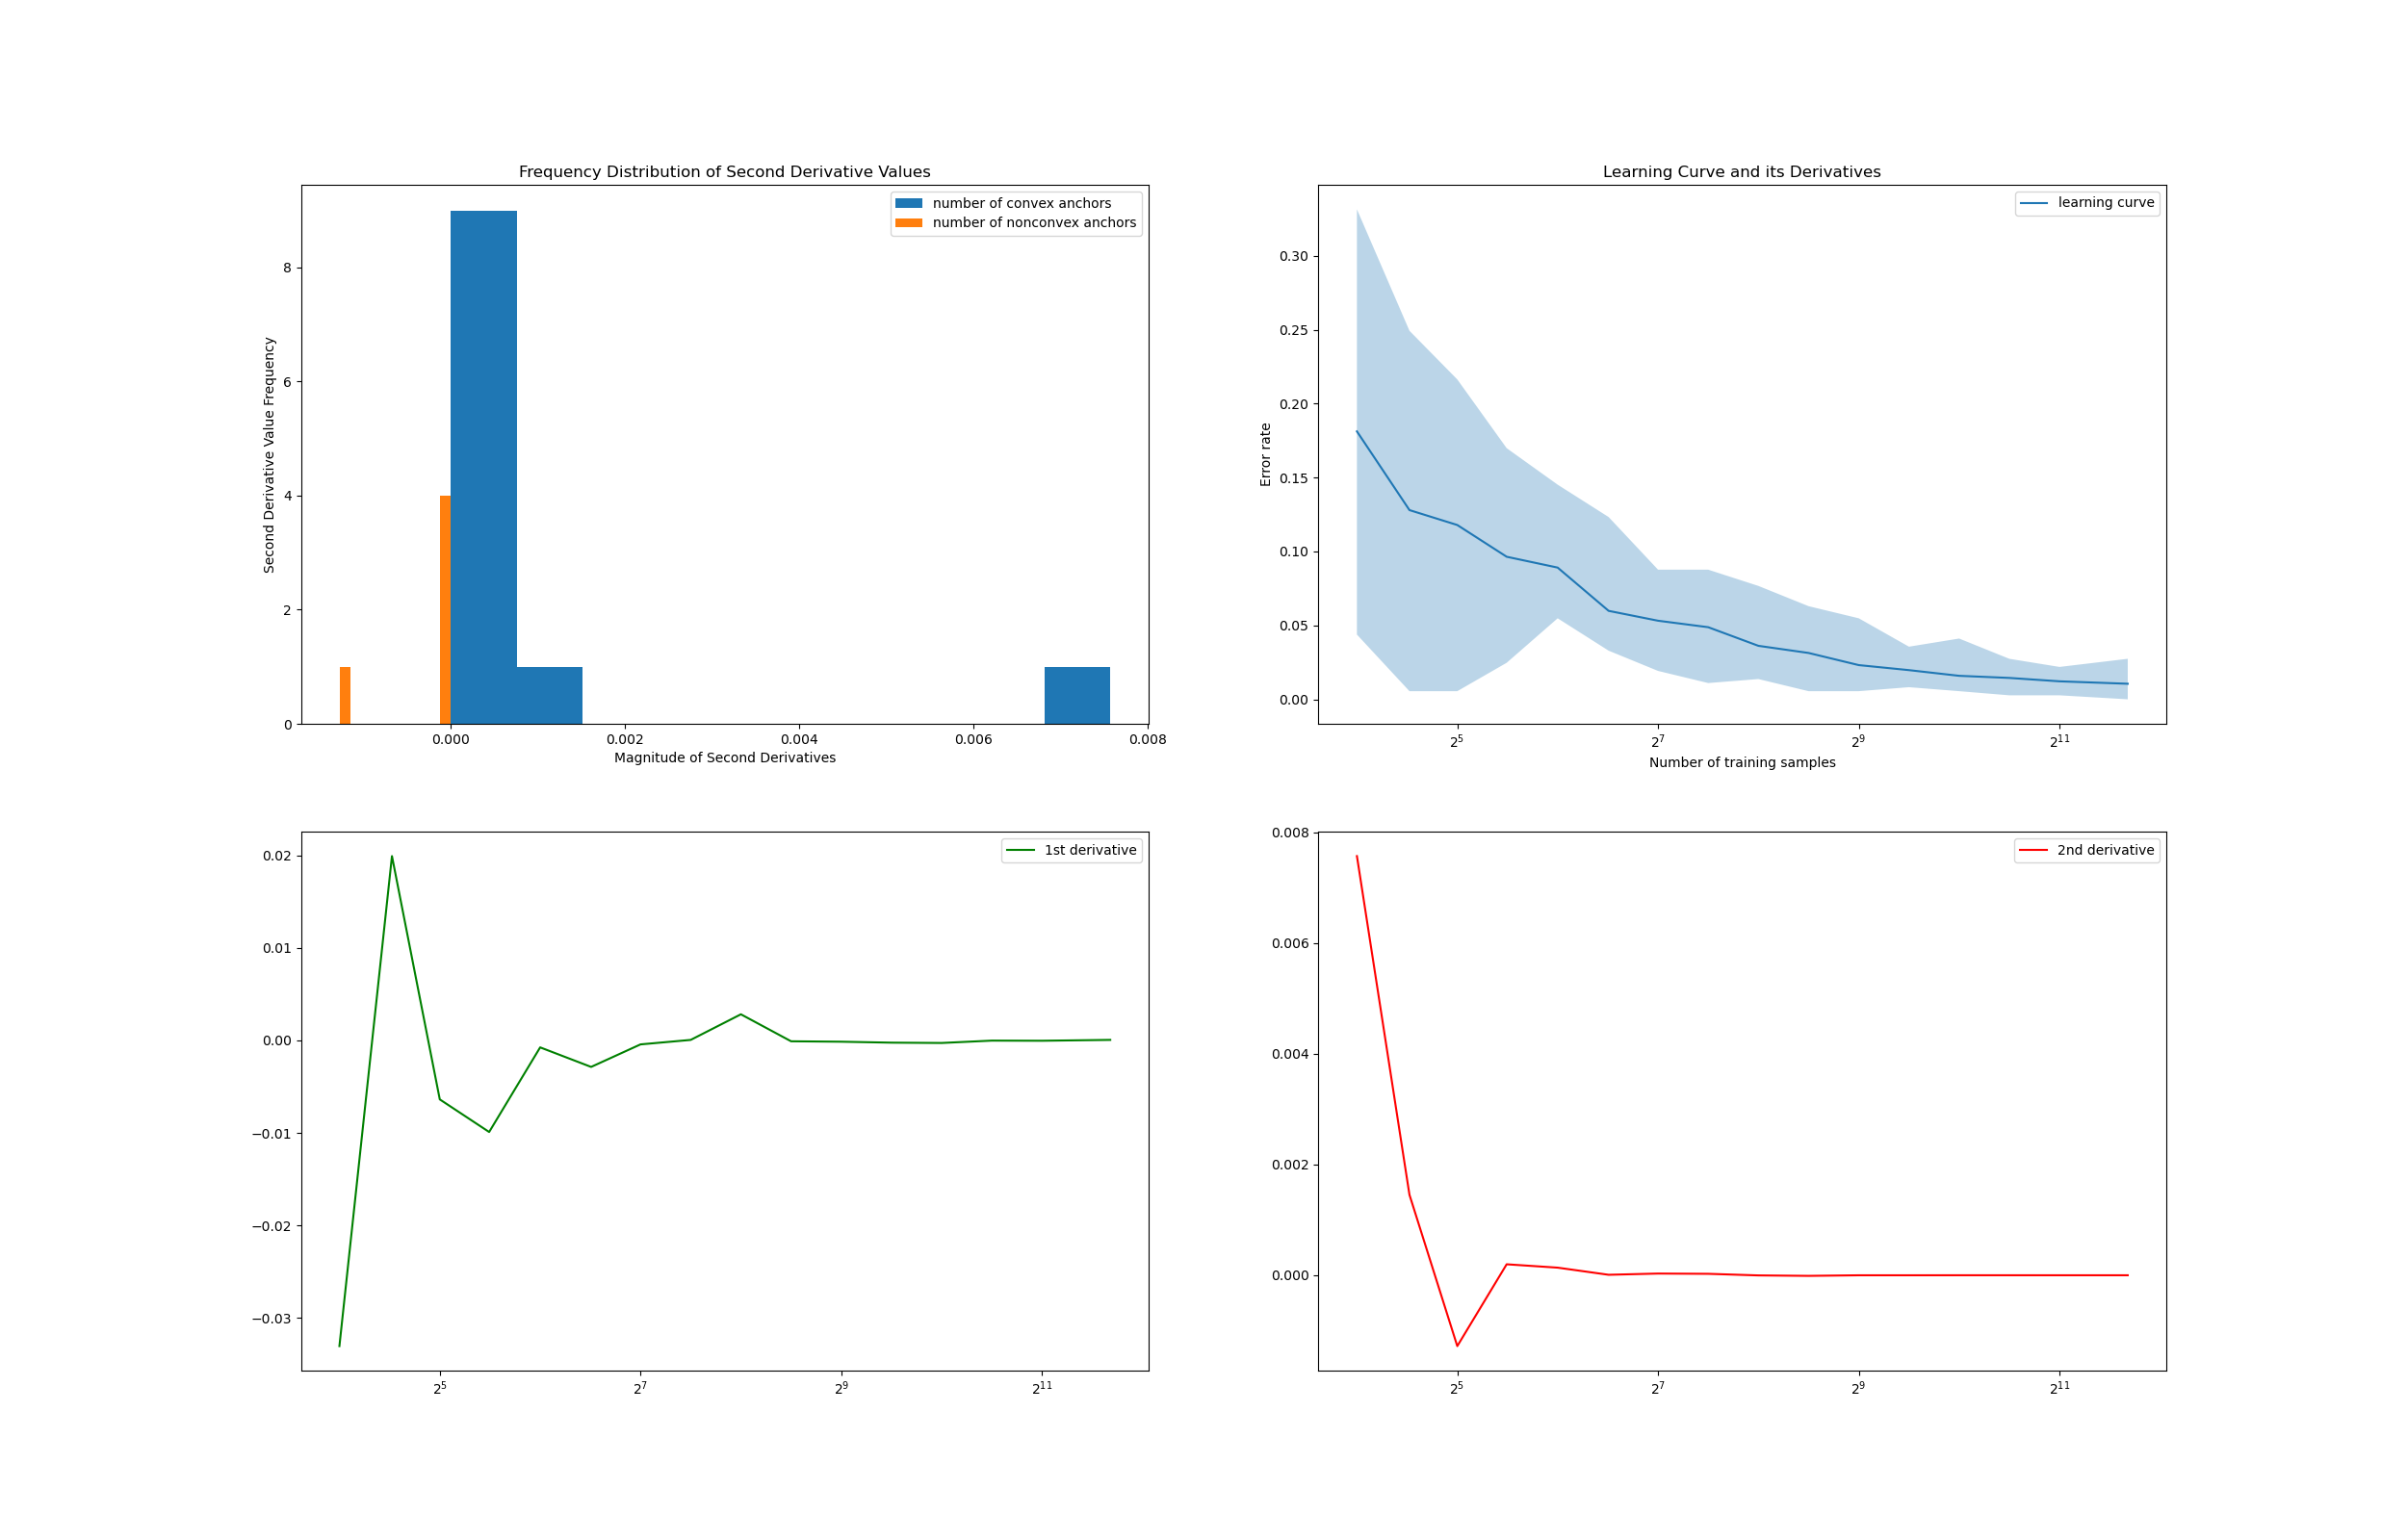 Frequency Distribution of Second Derivative Values
number of convex anchors
number of nonconvex anchors
Second Derivative Value Frequency
8
6
4
2
0
0.000 0.002 0.004 0.006 0.008
Magnitude of Second Derivatives
Learning Curve and its Derivatives
learning curve
Error rate
0.30
0.25
0.20
0.15
0.10
0.05
0.00
2⁵ 2⁷ 2⁹ 2¹¹
Number of training samples
1st derivative
0.02
0.01
0.00
−0.01
−0.02
−0.03
2⁵ 2⁷ 2⁹ 2¹¹
2nd derivative
0.008
0.006
0.004
0.002
0.000
2⁵ 2⁷ 2⁹ 2¹¹